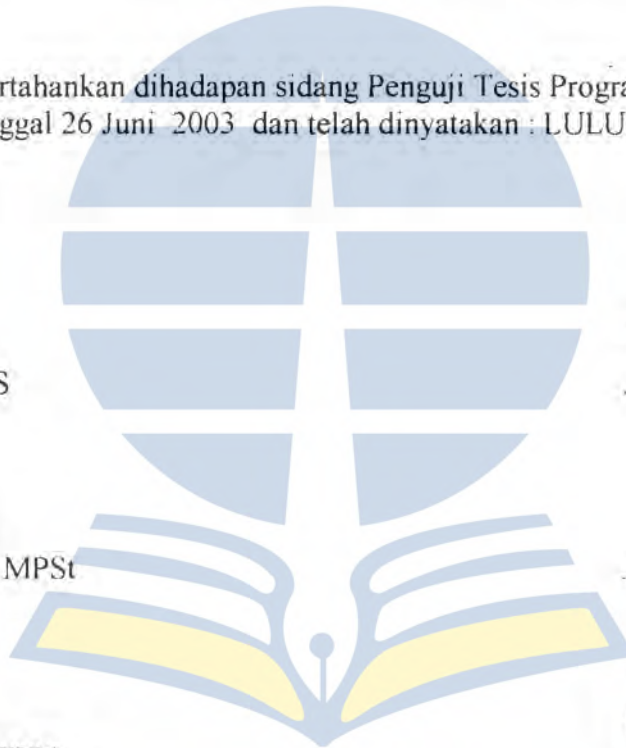 rtahankan dihadapan sidang Penguji Tesis Progra
ggal 26 Juni 2003 dan telah dinyatakan : LULU
S
MPSt